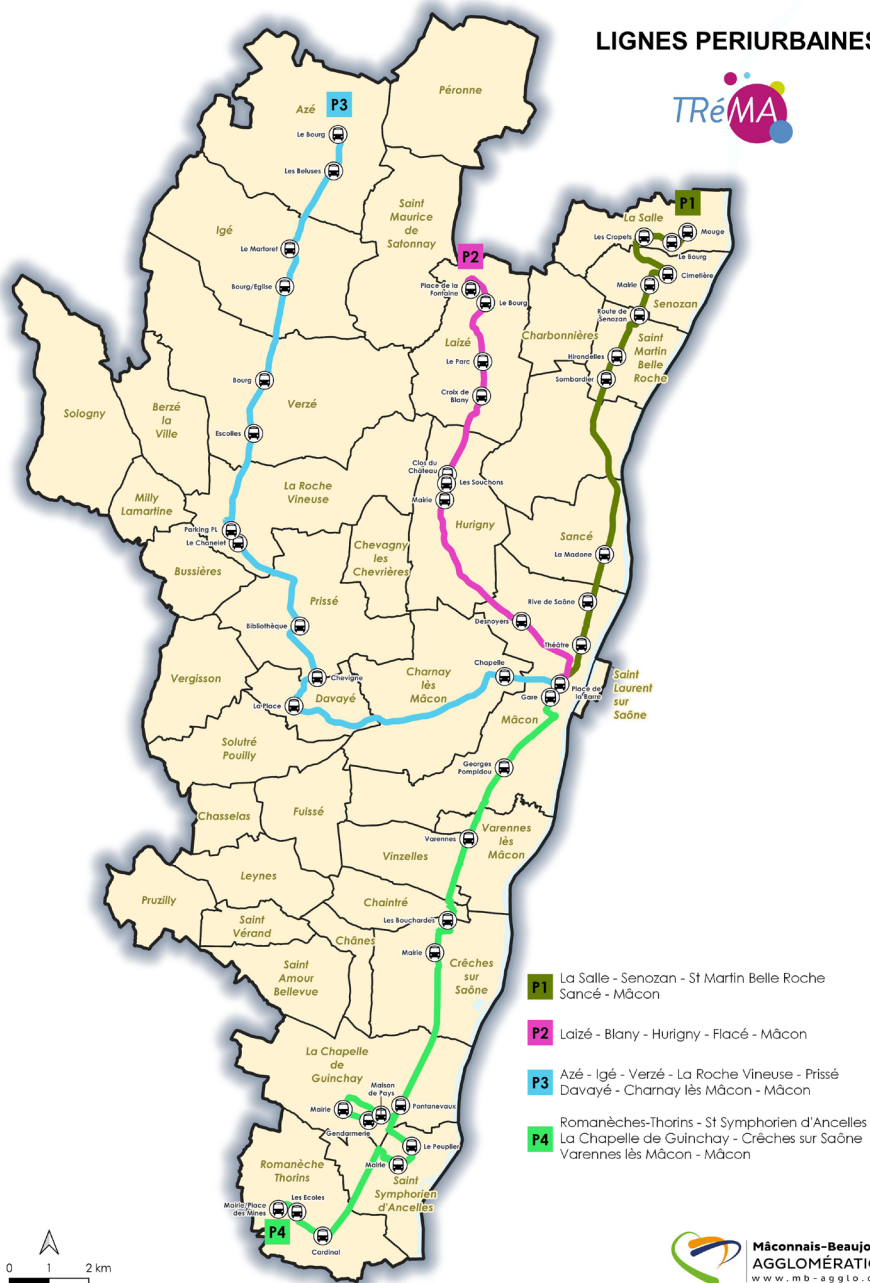 LIGNES PERIURBAINES
TRéMA
Péronne
Azé
P3
Le Bourg
Les Beluses
Saint
Maurice
de
Satonnay
Igé
Le Martoret
Bourg/Eglise
P1
La Salle
Mouge
Les Cropets
Le Bourg
Cimetière
Mairie
Senozan
Route de
Senozan
P2
Place de la
Fontaine
Le Bourg
Laizé
Charbonnières
Saint
Martin
Belle
Roche
Hirondelles
Sombardier
Le Parc
Croix de
Blany
Bourg
Verzé
Berzé
la
Ville
Sologny
Escolles
Milly
Lamartine
La Roche
Vineuse
Clos du
Château
Les Souchons
Mairie
Hurigny
Parking PL
Le Chanelet
Chevagny
les
Chevrières
Sancé
La Madone
Bussières
Prissé
Rive de Saône
Bibliothèque
Desnoyers
Théâtre
Vergisson
Chevigne
Chapelle
Charnay
lès
Mâcon
Davayé
La Place
Gare
Place de
la Barre
Saint
Laurent
sur
Saône
Mâcon
Solutré
Pouilly
Georges
Pompidou
Chasselas
Fuissé
Varennes
Varennes
lès
Mâcon
Vinzelles
Leynes
Pruzilly
Chaintré
Saint
Vérand
Les Bouchardes
Chânes
Mairie
Crêches
sur
Saône
Saint
Amour
Bellevue
P1
La Salle - Senozan - St Martin Belle Roche
Sancé - Mâcon
P2
Laizé - Blany - Hurigny - Flacé - Mâcon
P3
Azé - Igé - Verzé - La Roche Vineuse - Prissé
Davayé - Charnay lès Mâcon - Mâcon
P4
Romanèches-Thorins - St Symphorien d'Ancelles
La Chapelle de Guinchay - Crêches sur Saône
Varennes lès Mâcon - Mâcon
La Chapelle
de
Guinchay
Maison
de Pays
Mairie
Gendarmerie
Pontanevaux
Le Peuplier
Mairie
Saint
Symphorien
d'Ancelles
Romanèche
Thorins
Les Ecoles
Mairie/Place
des Mines
P4
Cardinal
0 1 2 km
Mâconnais-Beaujo
AGGLOMÉRATIO
www.mb-agglo.c